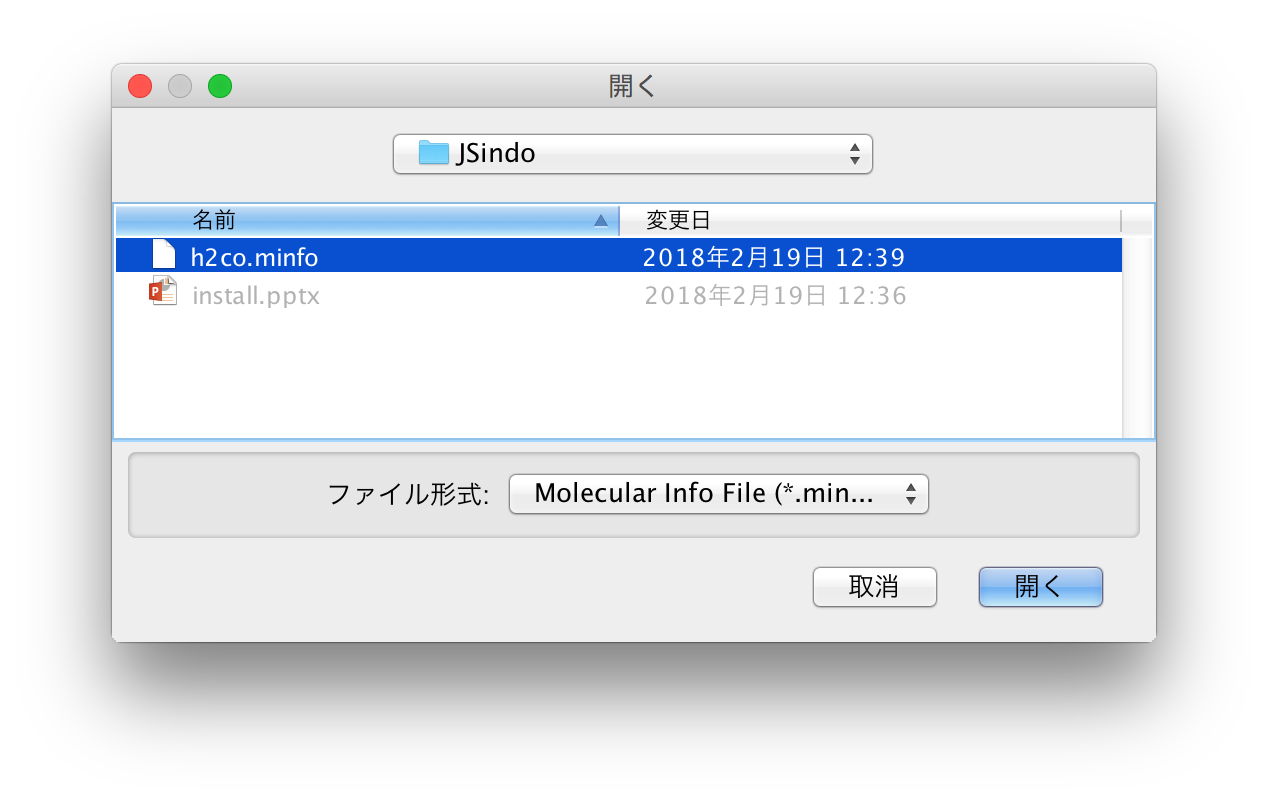 開く
JSindo
名前 変更日
h2co.minfo 2018年2月19日 12:39
install.pptx 2018年2月19日 12:36
ファイル形式: Molecular Info File (*.min...
取消 開く